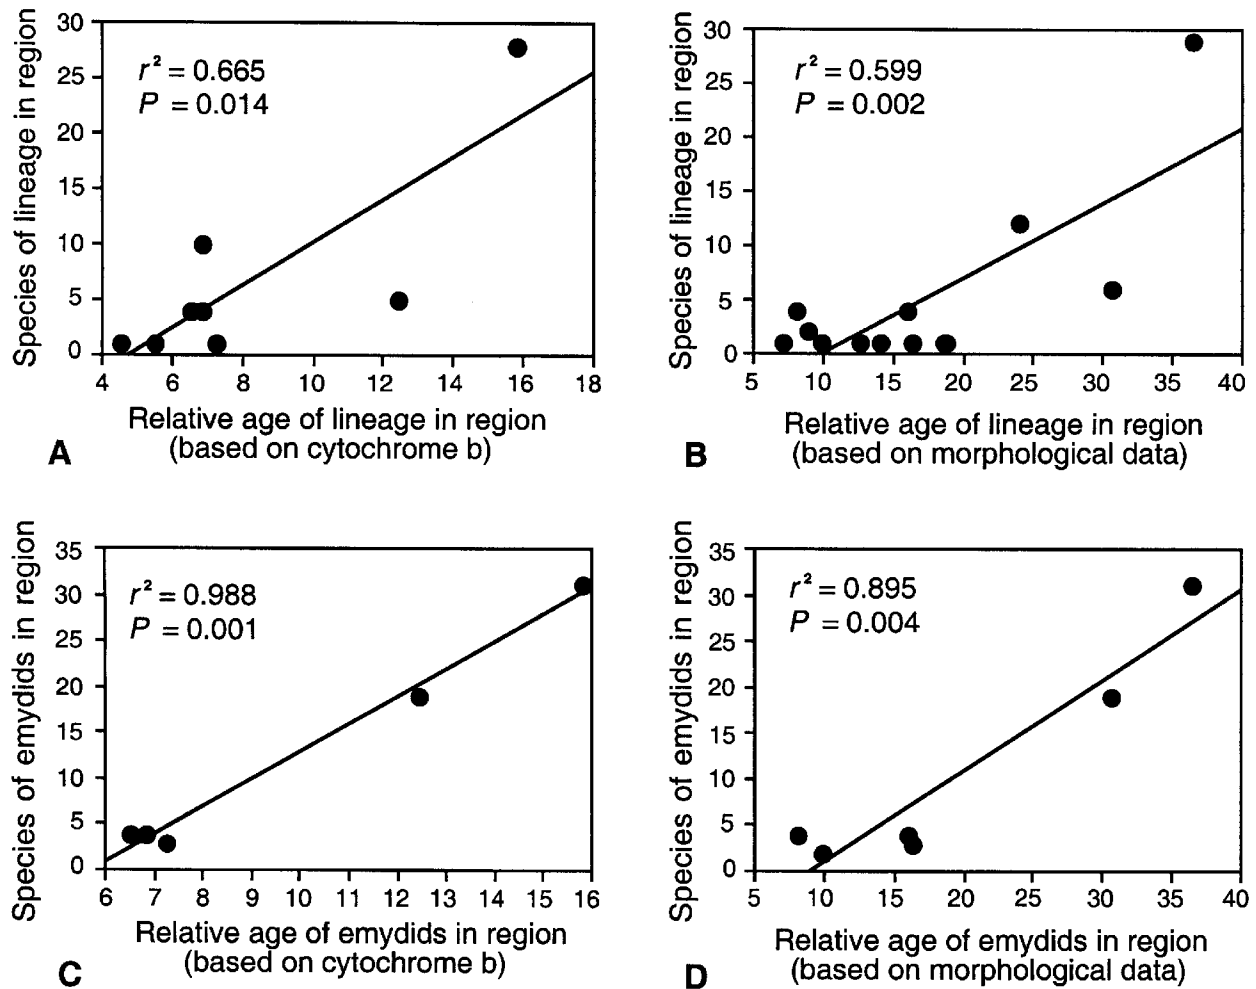 Species of lineage in region
30
25
20
15
10
5
0
r² = 0.665
P = 0.014
4 6 8 10 12 14 16 18
Relative age of lineage in region
(based on cytochrome b)
A
Species of lineage in region
30
25
20
15
10
5
0
r² = 0.599
P = 0.002
5 10 15 20 25 30 35 40
Relative age of lineage in region
(based on morphological data)
B
Species of emydids in region
35
30
25
20
15
10
5
0
r² = 0.988
P = 0.001
6 7 8 9 10 11 12 13 14 15 16
Relative age of emydids in region
(based on cytochrome b)
C
Species of emydids in region
35
30
25
20
15
10
5
0
r² = 0.895
P = 0.004
5 10 15 20 25 30 35 40
Relative age of emydids in region
(based on morphological data)
D